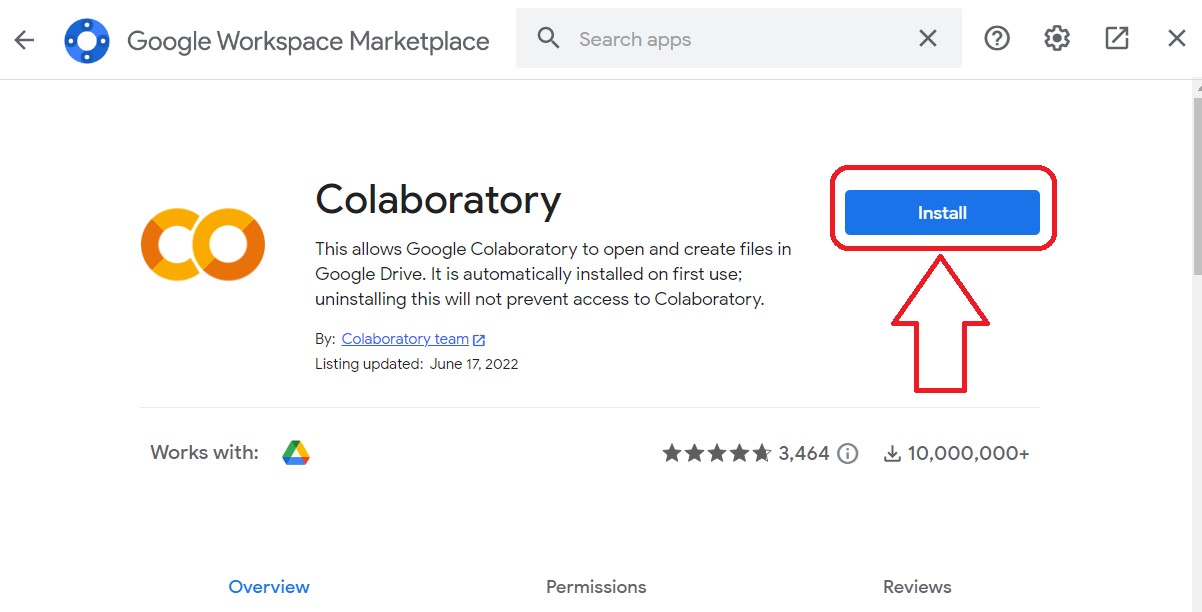 Google Workspace Marketplace
Search apps
Colaboratory
Install
This allows Google Colaboratory to open and create files in
Google Drive. It is automatically installed on first use;
uninstalling this will not prevent access to Colaboratory.
By: Colaboratory team
Listing updated: June 17, 2022
Works with:
3,464
10,000,000+
Overview
Permissions
Reviews